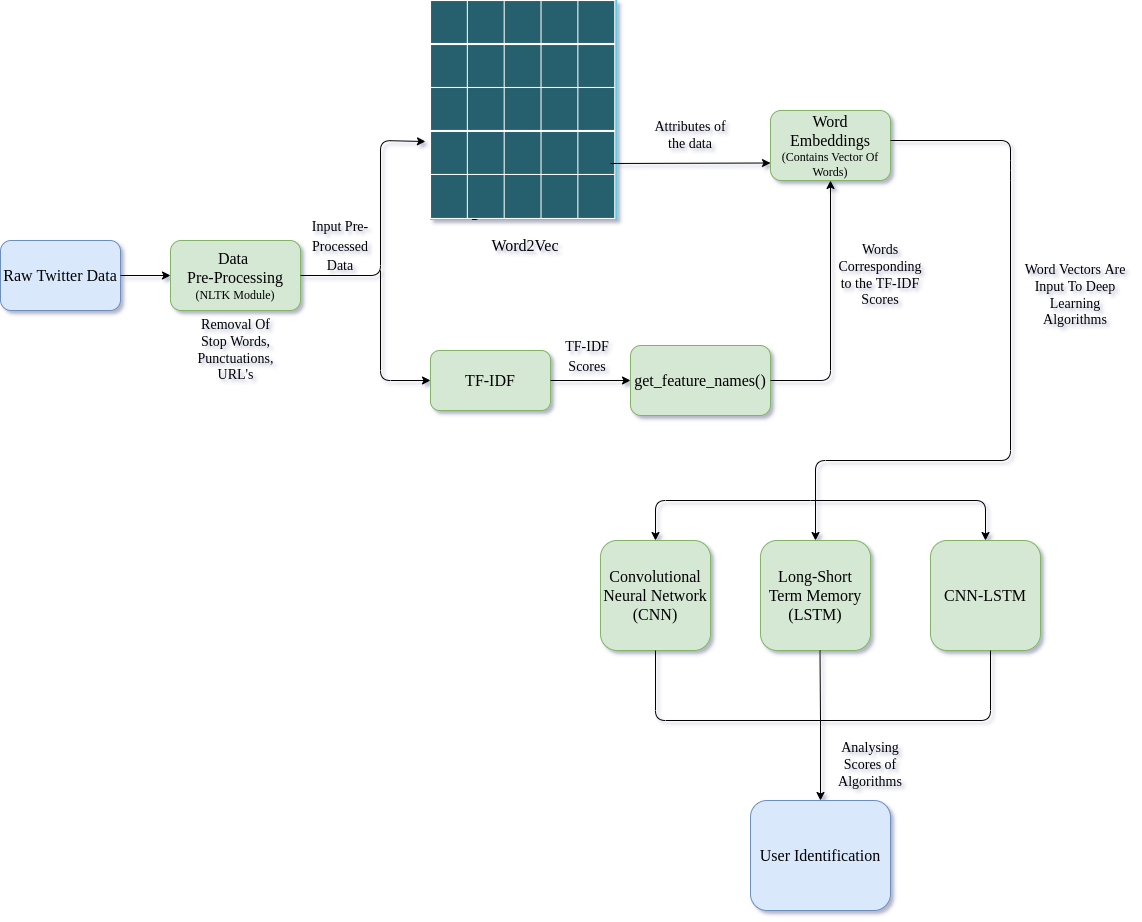 Raw Twitter Data
Data
Pre-Processing
(NLTK Module)
Removal Of
Stop Words,
Punctuations,
URL's
Input Pre-
Processed
Data
Word2Vec
Attributes of
the data
Word
Embeddings
(Contains Vector Of
Words)
TF-IDF
TF-IDF
Scores
get_feature_names()
Words
Corresponding
to the TF-IDF
Scores
Word Vectors Are
Input To Deep
Learning
Algorithms
Convolutional
Neural Network
(CNN)
Long-Short
Term Memory
(LSTM)
CNN-LSTM
Analysing
Scores of
Algorithms
User Identification